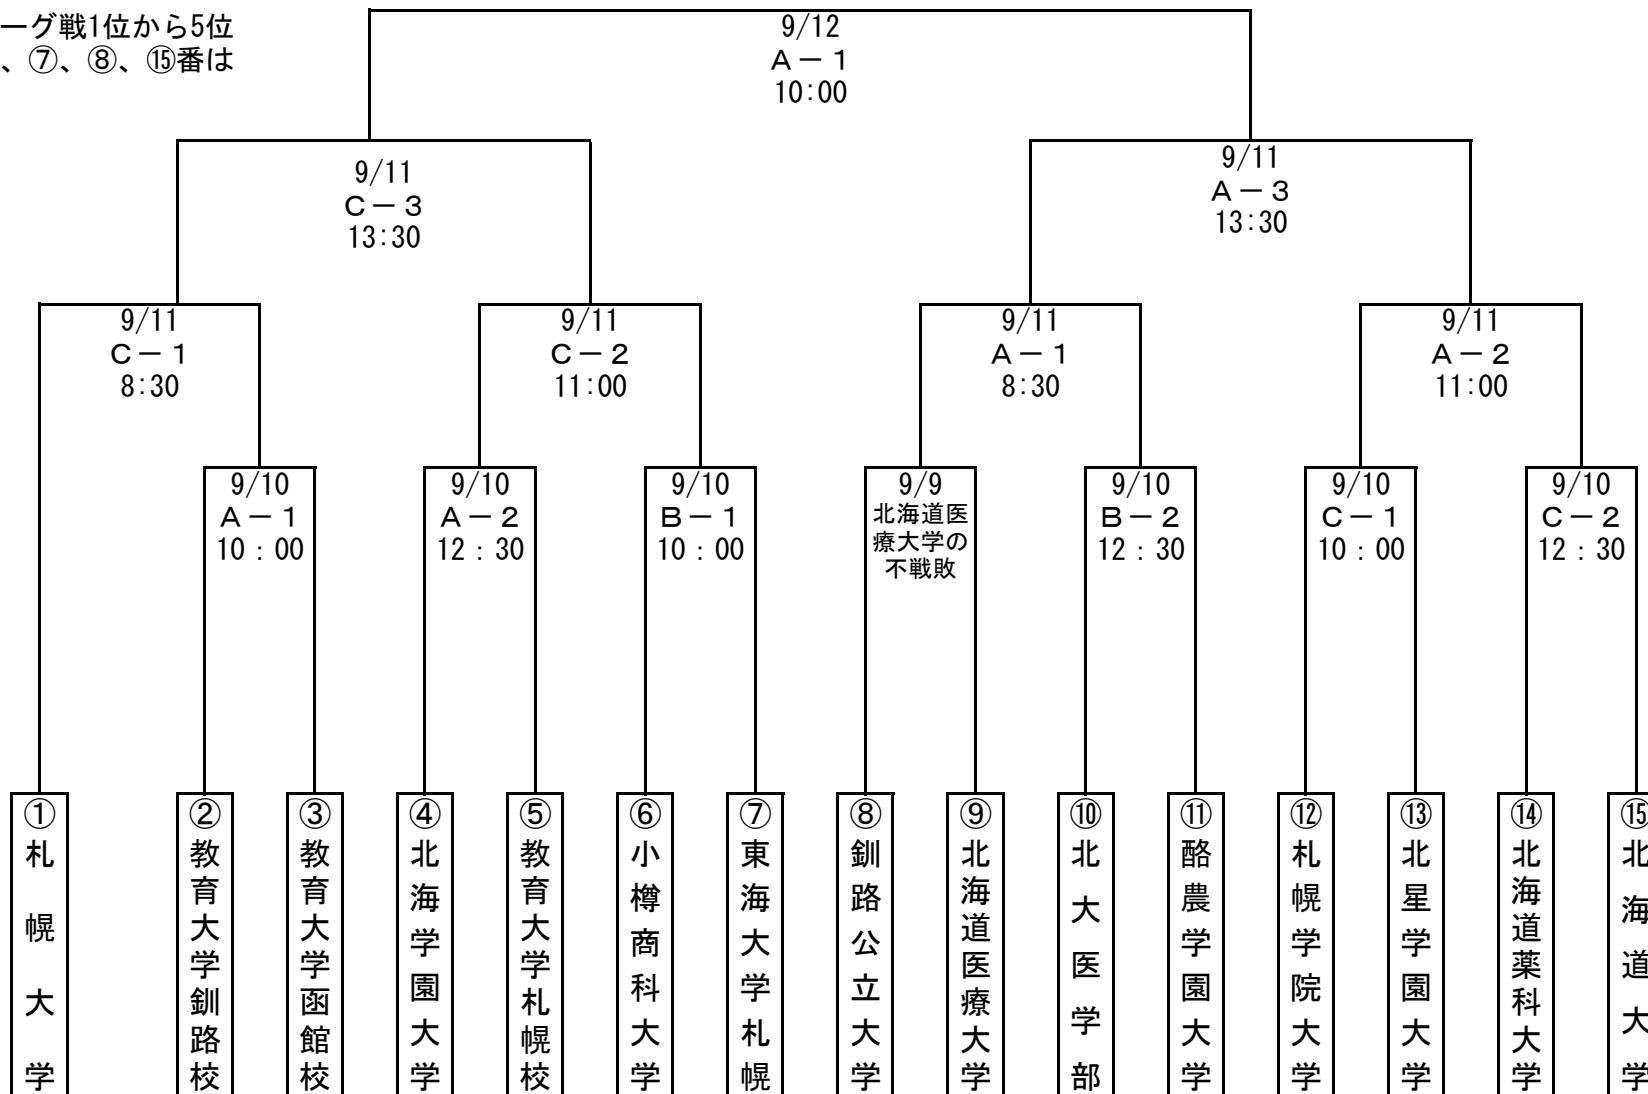 ーグ戦1位から5位
、⑦、⑧、⑮番は
9/12
A－1
10:00
9/11
C－3
13:30
9/11
A－3
13:30
9/11
C－1
8:30
9/11
C－2
11:00
9/11
A－1
8:30
9/11
A－2
11:00
9/10
A－1
10：00
9/10
A－2
12：30
9/10
B－1
10：00
9/9
北海道医
療大学の
不戦敗
9/10
B－2
12：30
9/10
C－1
10：00
9/10
C－2
12：30
①札幌大学
②教育大学釧路校
③教育大学函館校
④北海学園大学
⑤教育大学札幌校
⑥小樽商科大学
⑦東海大学札幌
⑧釧路公立大学
⑨北海道医療大学
⑩北大医学部
⑪酪農学園大学
⑫札幌学院大学
⑬北星学園大学
⑭北海道薬科大学
⑮北海道大学